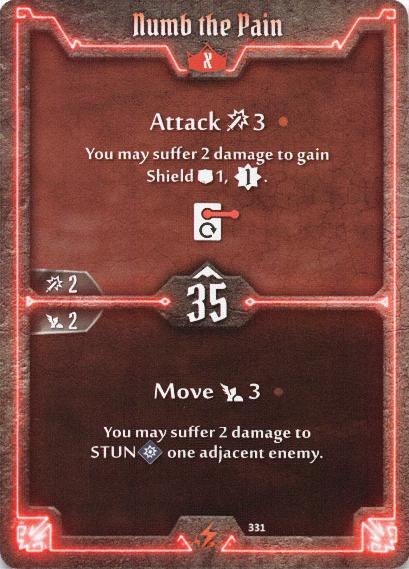 Numb the Pain
X
Attack 3
You may suffer 2 damage to gain
Shield 1, 1.
2
35
2
Move 3
You may suffer 2 damage to
STUN one adjacent enemy.
331